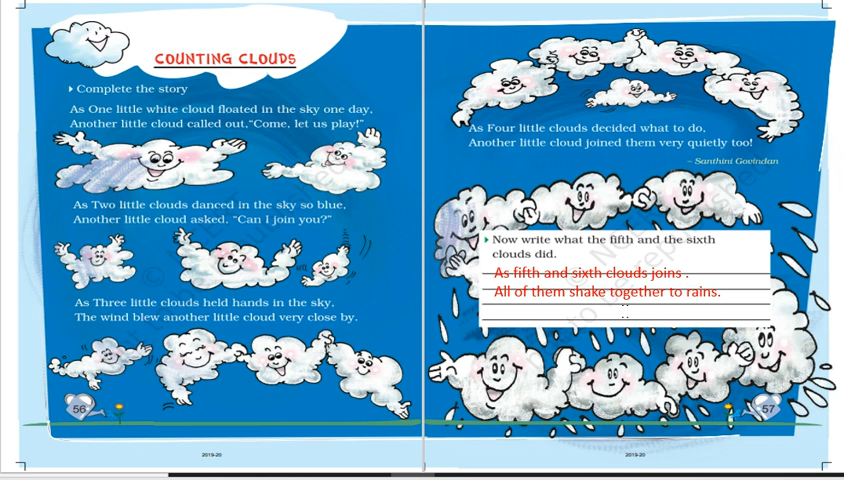 COUNTING CLOUDS
Complete the story
As One little white cloud floated in the sky one day,
Another little cloud called out,“Come, let us play!”
As Two little clouds danced in the sky so blue,
Another little cloud asked, “Can I join you?”
As Three little clouds held hands in the sky,
The wind blew another little cloud very close by.
56
2019-20
As Four little clouds decided what to do,
Another little cloud joined them very quietly too!
– Santhini Govindan
Now write what the fifth and the sixth
clouds did.
As fifth and sixth clouds joins .
All of them shake together to rains.
57
2019-20